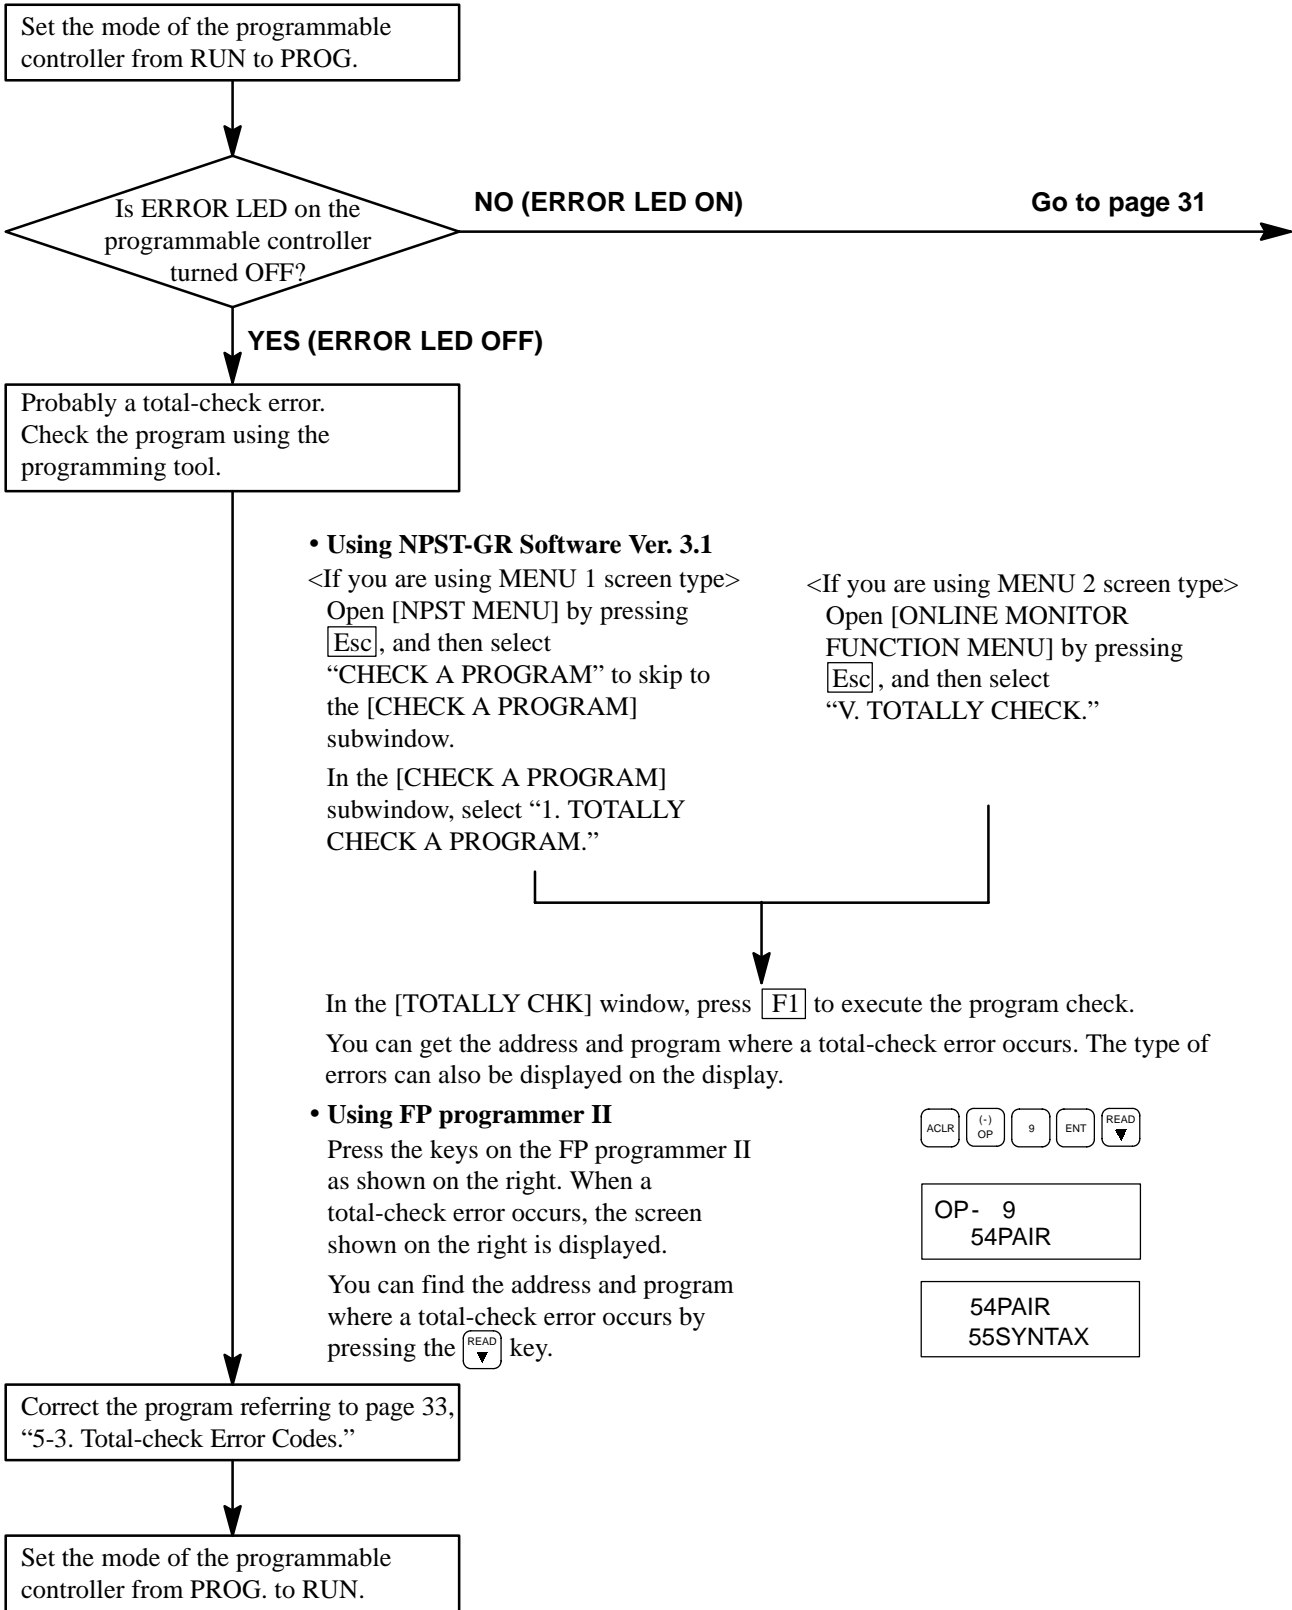 Set the mode of the programmable
controller from RUN to PROG.
Is ERROR LED on the
programmable controller
turned OFF?
NO (ERROR LED ON)
Go to page 31
YES (ERROR LED OFF)
Probably a total-check error.
Check the program using the
programming tool.
• Using NPST-GR Software Ver. 3.1
<If you are using MENU 1 screen type>
Open [NPST MENU] by pressing
Esc, and then select
“CHECK A PROGRAM” to skip to
the [CHECK A PROGRAM]
subwindow.
In the [CHECK A PROGRAM]
subwindow, select “1. TOTALLY
CHECK A PROGRAM.”
<If you are using MENU 2 screen type>
Open [ONLINE MONITOR
FUNCTION MENU] by pressing
Esc, and then select
“V. TOTALLY CHECK.”
In the [TOTALLY CHK] window, press F1 to execute the program check.
You can get the address and program where a total-check error occurs. The type of
errors can also be displayed on the display.
• Using FP programmer II
Press the keys on the FP programmer II
as shown on the right. When a
total-check error occurs, the screen
shown on the right is displayed.
You can find the address and program
where a total-check error occurs by
pressing the READ ▼ key.
ACLR (-) OP 9 ENT READ ▼
OP- 9
54PAIR
54PAIR
55SYNTAX
Correct the program referring to page 33,
“5-3. Total-check Error Codes.”
Set the mode of the programmable
controller from PROG. to RUN.